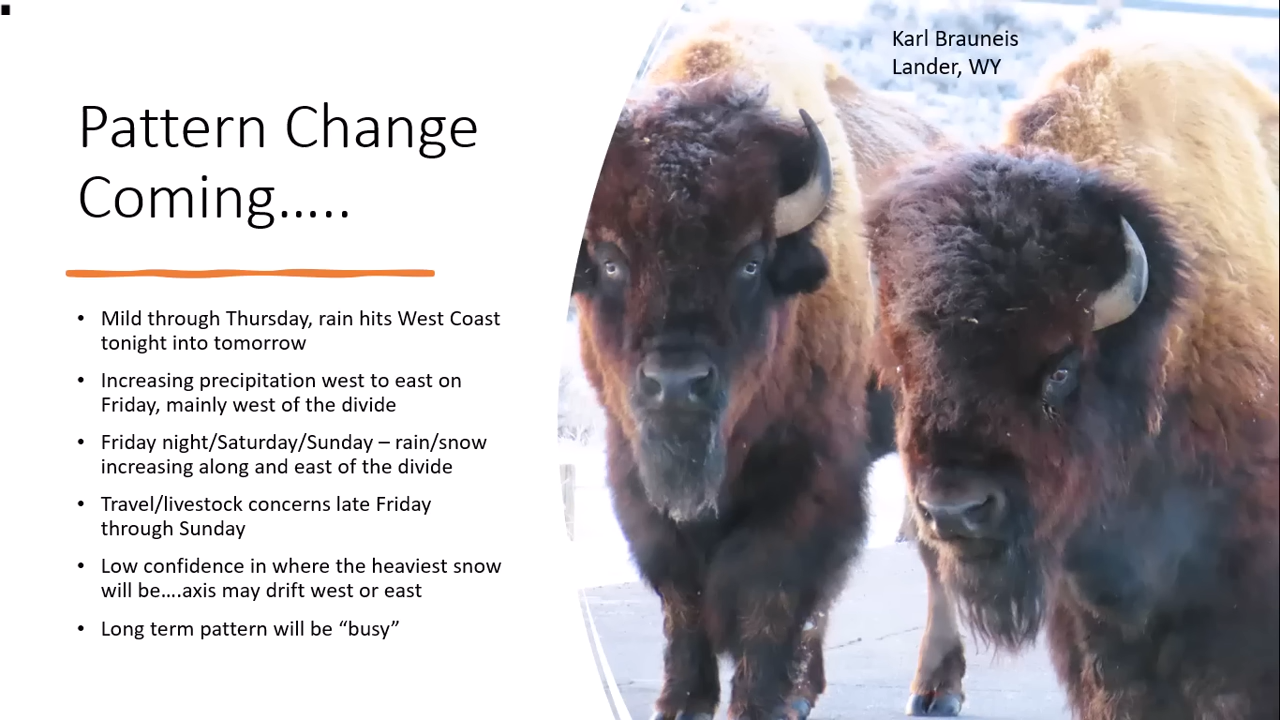 Karl Brauneis
Lander, WY
Pattern Change
Coming.....
• Mild through Thursday, rain hits West Coast
tonight into tomorrow
• Increasing precipitation west to east on
Friday, mainly west of the divide
• Friday night/Saturday/Sunday – rain/snow
increasing along and east of the divide
• Travel/livestock concerns late Friday
through Sunday
• Low confidence in where the heaviest snow
will be....axis may drift west or east
• Long term pattern will be “busy”